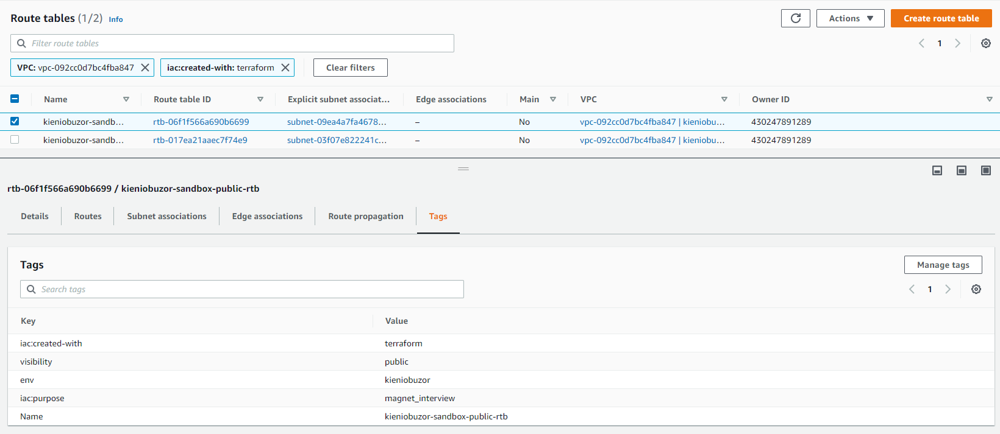 Route tables (1/2) Info
Actions
Create route table
Filter route tables
1
VPC: vpc-092cc0d7bc4fba847
iac:created-with: terraform
Clear filters
Name Route table ID Explicit subnet associat... Edge associations Main VPC Owner ID
kieniobuzor-sandb... rtb-06f1f566a690b6699 subnet-09ea4a7fa4678... – No vpc-092cc0d7bc4fba847 | kieniobu... 430247891289
kieniobuzor-sandb... rtb-017ea21aaec7f74e9 subnet-03f07e822241c... – No vpc-092cc0d7bc4fba847 | kieniobu... 430247891289
rtb-06f1f566a690b6699 / kieniobuzor-sandbox-public-rtb
Details Routes Subnet associations Edge associations Route propagation Tags
Tags
Manage tags
Search tags
1
Key Value
iac:created-with terraform
visibility public
env kieniobuzor
iac:purpose magnet_interview
Name kieniobuzor-sandbox-public-rtb